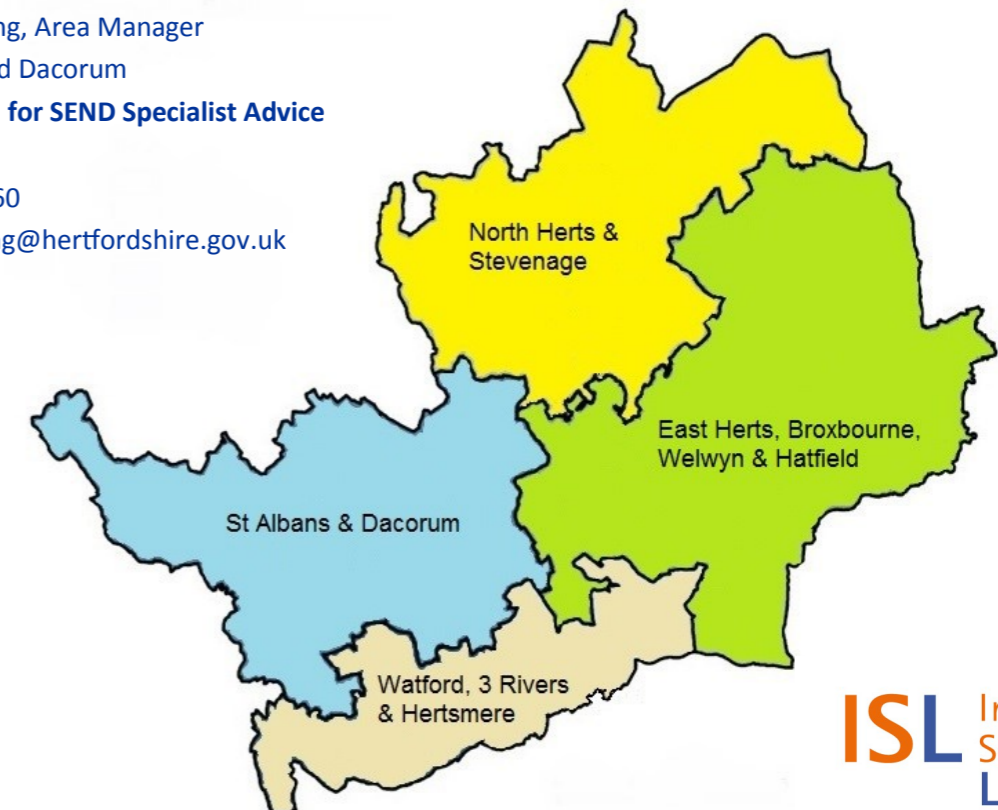 ng, Area Manager
d Dacorum
for SEND Specialist Advice
60
g@hertfordshire.gov.uk
North Herts &
Stevenage
East Herts, Broxbourne,
Welwyn & Hatfield
St Albans & Dacorum
Watford, 3 Rivers
& Hertsmere
ISL